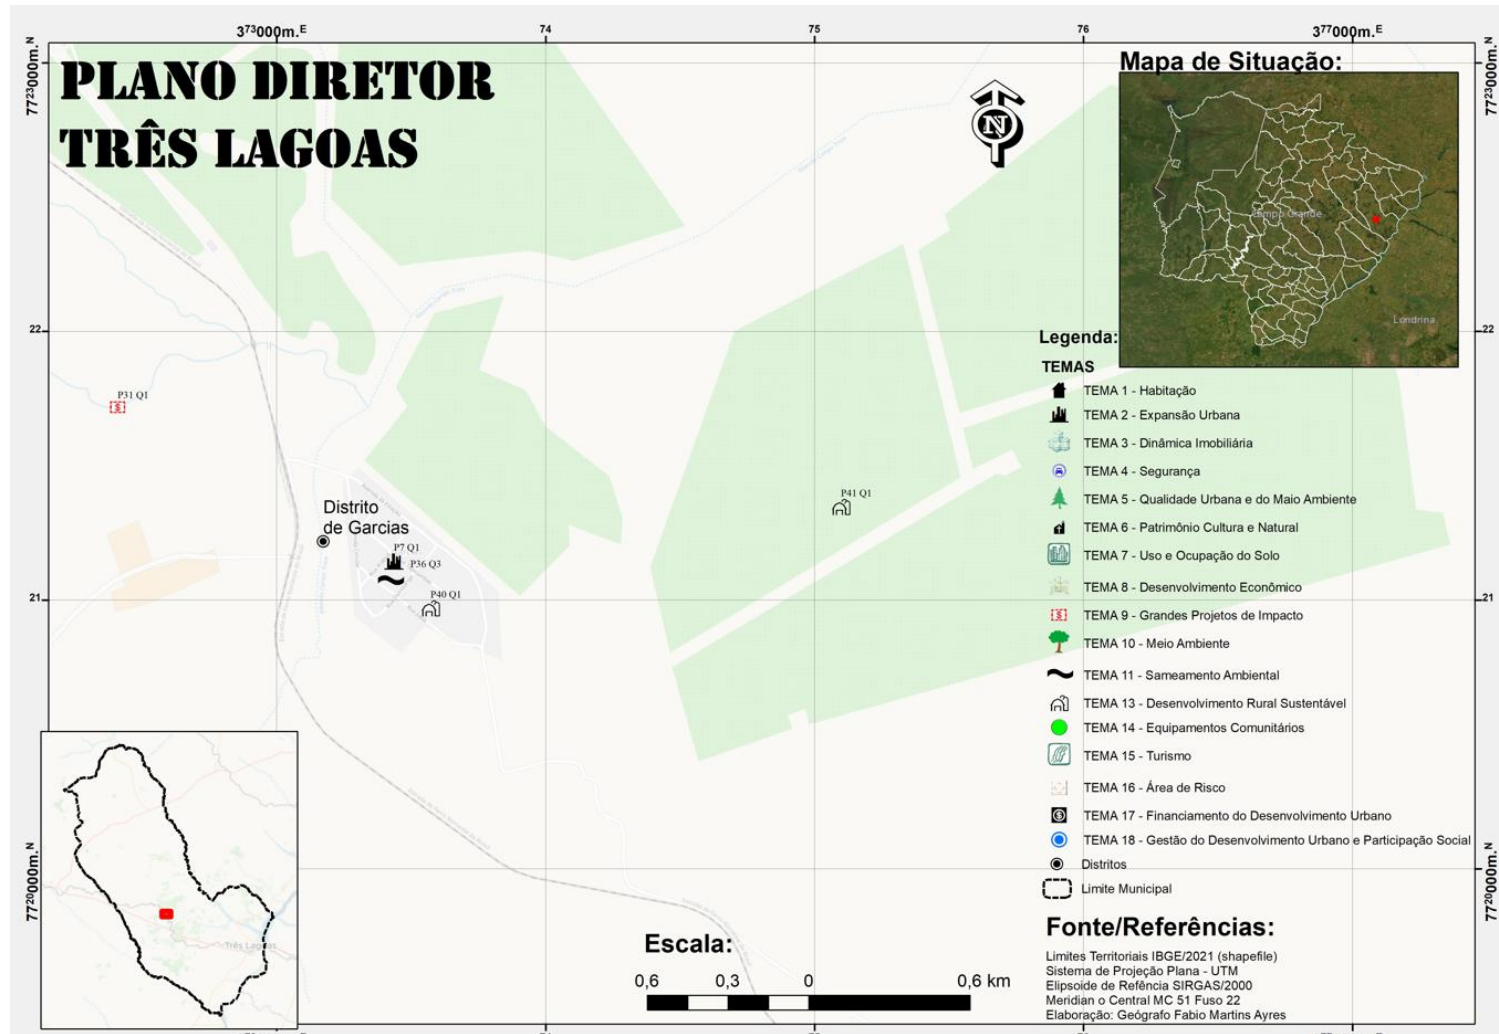 373000m.E
74
75
76
377000m.E
7723000m.N
7723000m.N
PLANO DIRETOR
TRÊS LAGOAS
N
Mapa de Situação:
Campo Grande
Londrina
22
22
Legenda:
TEMAS
TEMA 1 - Habitação
TEMA 2 - Expansão Urbana
TEMA 3 - Dinâmica Imobiliária
TEMA 4 - Segurança
TEMA 5 - Qualidade Urbana e do Maio Ambiente
TEMA 6 - Patrimônio Cultura e Natural
TEMA 7 - Uso e Ocupação do Solo
TEMA 8 - Desenvolvimento Econômico
TEMA 9 - Grandes Projetos de Impacto
TEMA 10 - Meio Ambiente
TEMA 11 - Sameamento Ambiental
TEMA 13 - Desenvolvimento Rural Sustentável
TEMA 14 - Equipamentos Comunitários
TEMA 15 - Turismo
TEMA 16 - Área de Risco
TEMA 17 - Financiamento do Desenvolvimento Urbano
TEMA 18 - Gestão do Desenvolvimento Urbano e Participação Social
Distritos
Limite Municipal
P31 Q1
Distrito
de Garcias
P7 Q1
P36 Q3
P40 Q1
P41 Q1
21
21
7720000m.N
7720000m.N
Três Lagoas
Escala:
0,6 0,3 0 0,6 km
Fonte/Referências:
Limites Territoriais IBGE/2021 (shapefile)
Sistema de Projeção Plana - UTM
Elipsoide de Refência SIRGAS/2000
Meridian o Central MC 51 Fuso 22
Elaboração: Geógrafo Fabio Martins Ayres